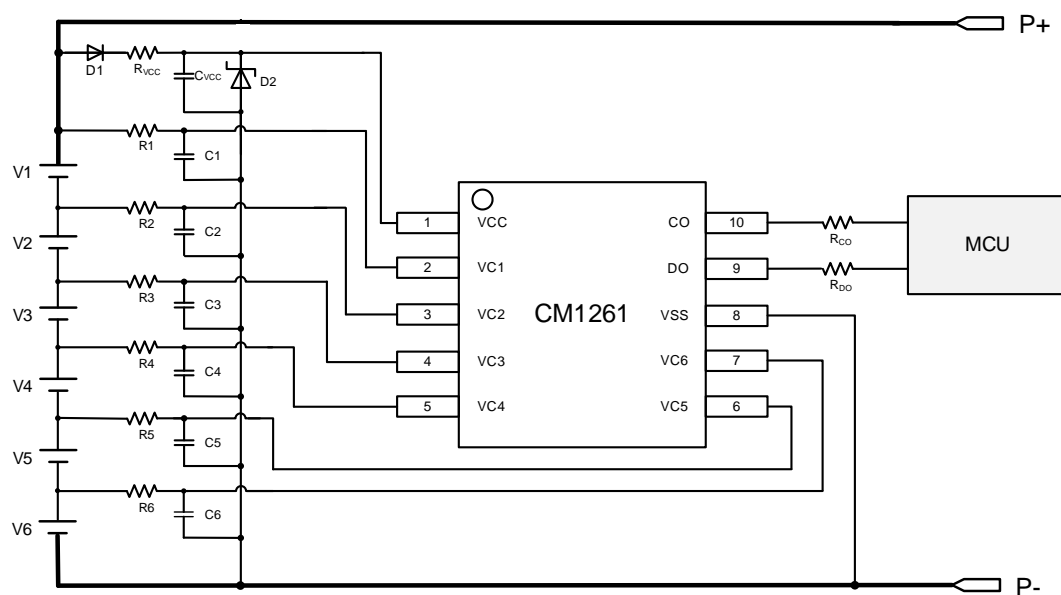 P+
D1
RVCC
CVCC
D2
R1
C1
V1
R2
C2
V2
R3
C3
V3
R4
C4
V4
R5
C5
V5
R6
C6
V6
1 VCC
2 VC1
3 VC2
4 VC3
5 VC4
CM1261
CO 10
DO 9
VSS 8
VC6 7
VC5 6
RCO
RDO
MCU
P-